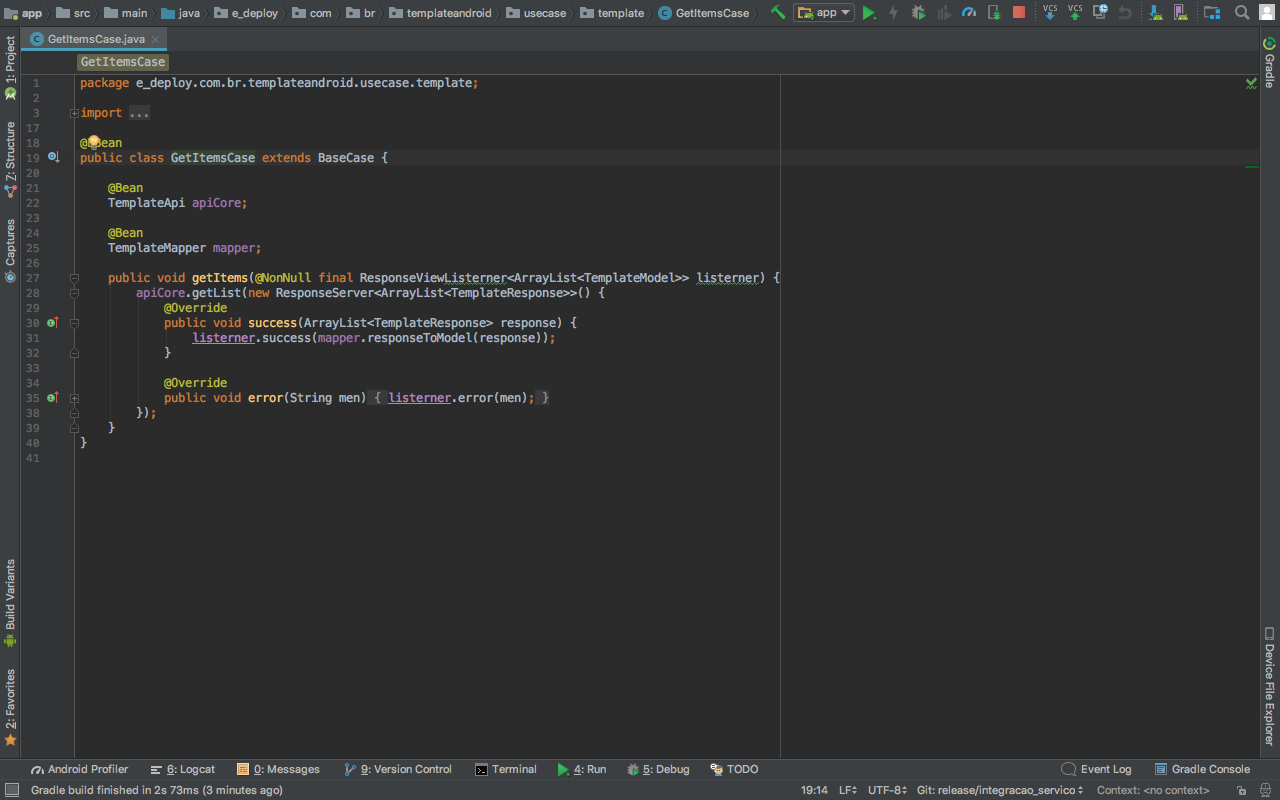 app src main java e_deploy com br templateandroid usecase template GetItemsCase app VCS VCS
GetItemsCase.java
GetItemsCase
1 package e_deploy.com.br.templateandroid.usecase.template;
2
3 import ...
17
18 @EBean
19 public class GetItemsCase extends BaseCase {
20
21 @Bean
22 TemplateApi apiCore;
23
24 @Bean
25 TemplateMapper mapper;
26
27 public void getItems(@NonNull final ResponseViewListerner<ArrayList<TemplateModel>> listerner) {
28 apiCore.getList(new ResponseServer<ArrayList<TemplateResponse>>() {
29 @Override
30 public void success(ArrayList<TemplateResponse> response) {
31 listerner.success(mapper.responseToModel(response));
32 }
33
34 @Override
35 public void error(String men) { listerner.error(men); }
38 });
39 }
40 }
41
1: Project
7: Structure
Captures
Build Variants
2: Favorites
Gradle
Device File Explorer
Android Profiler 6: Logcat 0: Messages 9: Version Control Terminal 4: Run 5: Debug TODO Event Log Gradle Console
Gradle build finished in 2s 73ms (3 minutes ago) 19:14 LF UTF-8 Git: release/integracao_servico Context: <no context>